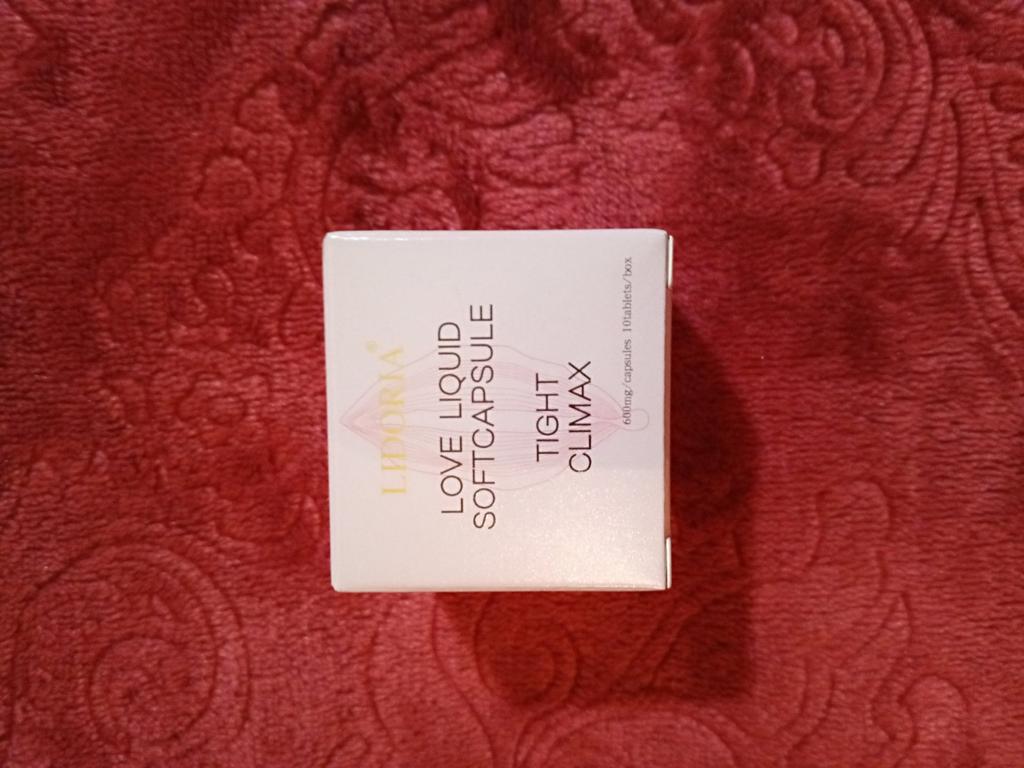 LIDORIA®
LOVE LIQUID
SOFTCAPSULE
TIGHT
CLIMAX
600mg/capsules 10tablets/box